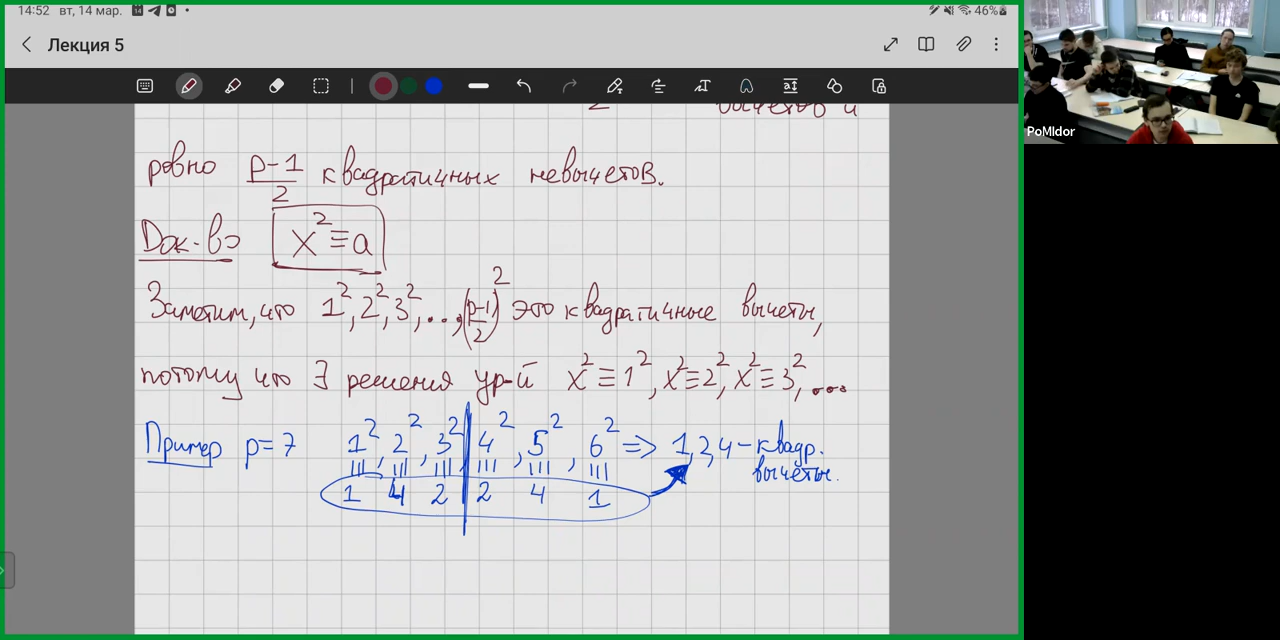 14:52 вт, 14 мар.
46%
Лекция 5
PoMIdor
2 вычетов и
ровно (p-1)/2 квадратичных невычетов.
Док-во x² ≡ a
Заметим, что 1², 2², 3², ..., ((p-1)/2)² это квадратичные вычеты,
потому что ∃ решения ур-й x² ≡ 1², x² ≡ 2², x² ≡ 3², ...
Пример p=7 1², 2², 3², 4², 5², 6² => 1,2,4 – квадр.
вычеты.
≡ ≡ ≡ ≡ ≡ ≡
1 4 2 2 4 1